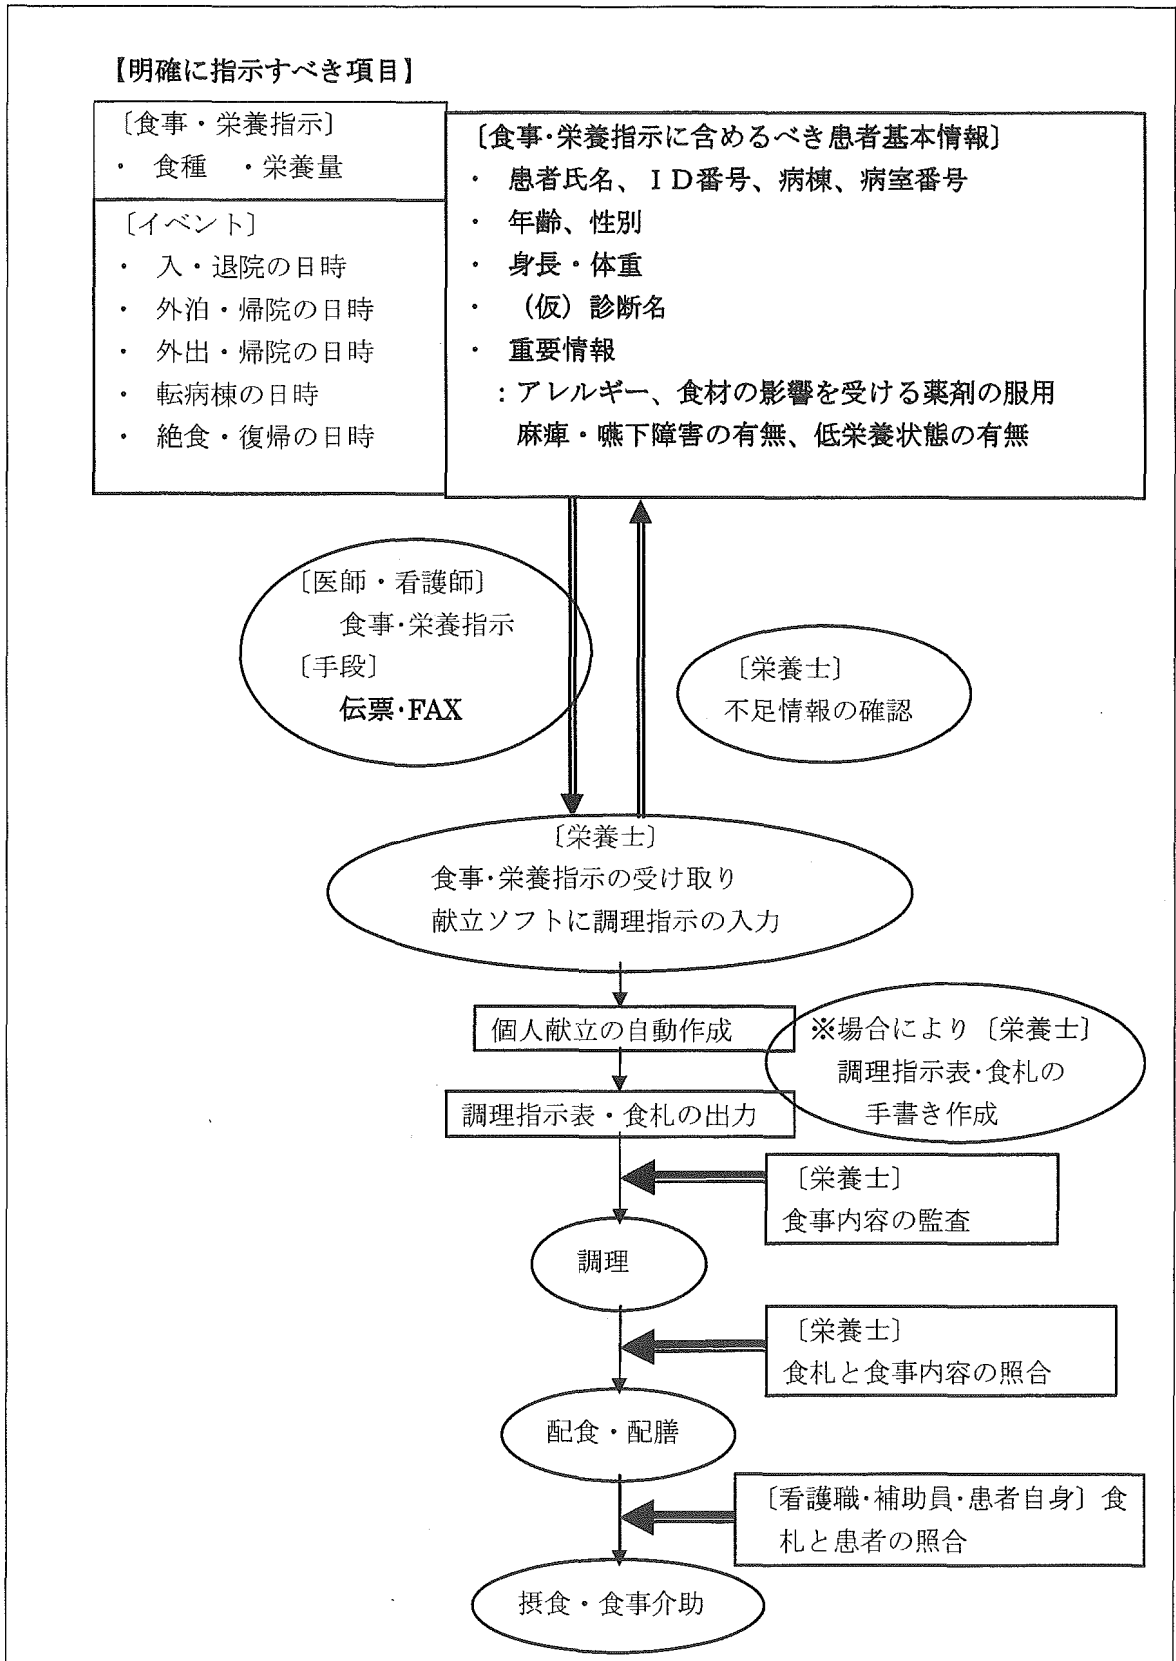 【明確に指示すべき項目】
〔食事・栄養指示〕
・ 食種 ・栄養量
〔イベント〕
・ 入・退院の日時
・ 外泊・帰院の日時
・ 外出・帰院の日時
・ 転病棟の日時
・ 絶食・復帰の日時
〔食事･栄養指示に含めるべき患者基本情報〕
・ 患者氏名、ＩＤ番号、病棟、病室番号
・ 年齢、性別
・ 身長・体重
・ （仮）診断名
・ 重要情報
：アレルギー、食材の影響を受ける薬剤の服用
麻痺・嚥下障害の有無、低栄養状態の有無
〔医師・看護師〕
食事･栄養指示
〔手段〕
伝票･FAX
〔栄養士〕
不足情報の確認
〔栄養士〕
食事･栄養指示の受け取り
献立ソフトに調理指示の入力
個人献立の自動作成
※場合により〔栄養士〕
調理指示表･食札の
手書き作成
調理指示表・食札の出力
〔栄養士〕
食事内容の監査
調理
〔栄養士〕
食札と食事内容の照合
配食・配膳
〔看護職･補助員･患者自身〕食
札と患者の照合
摂食・食事介助